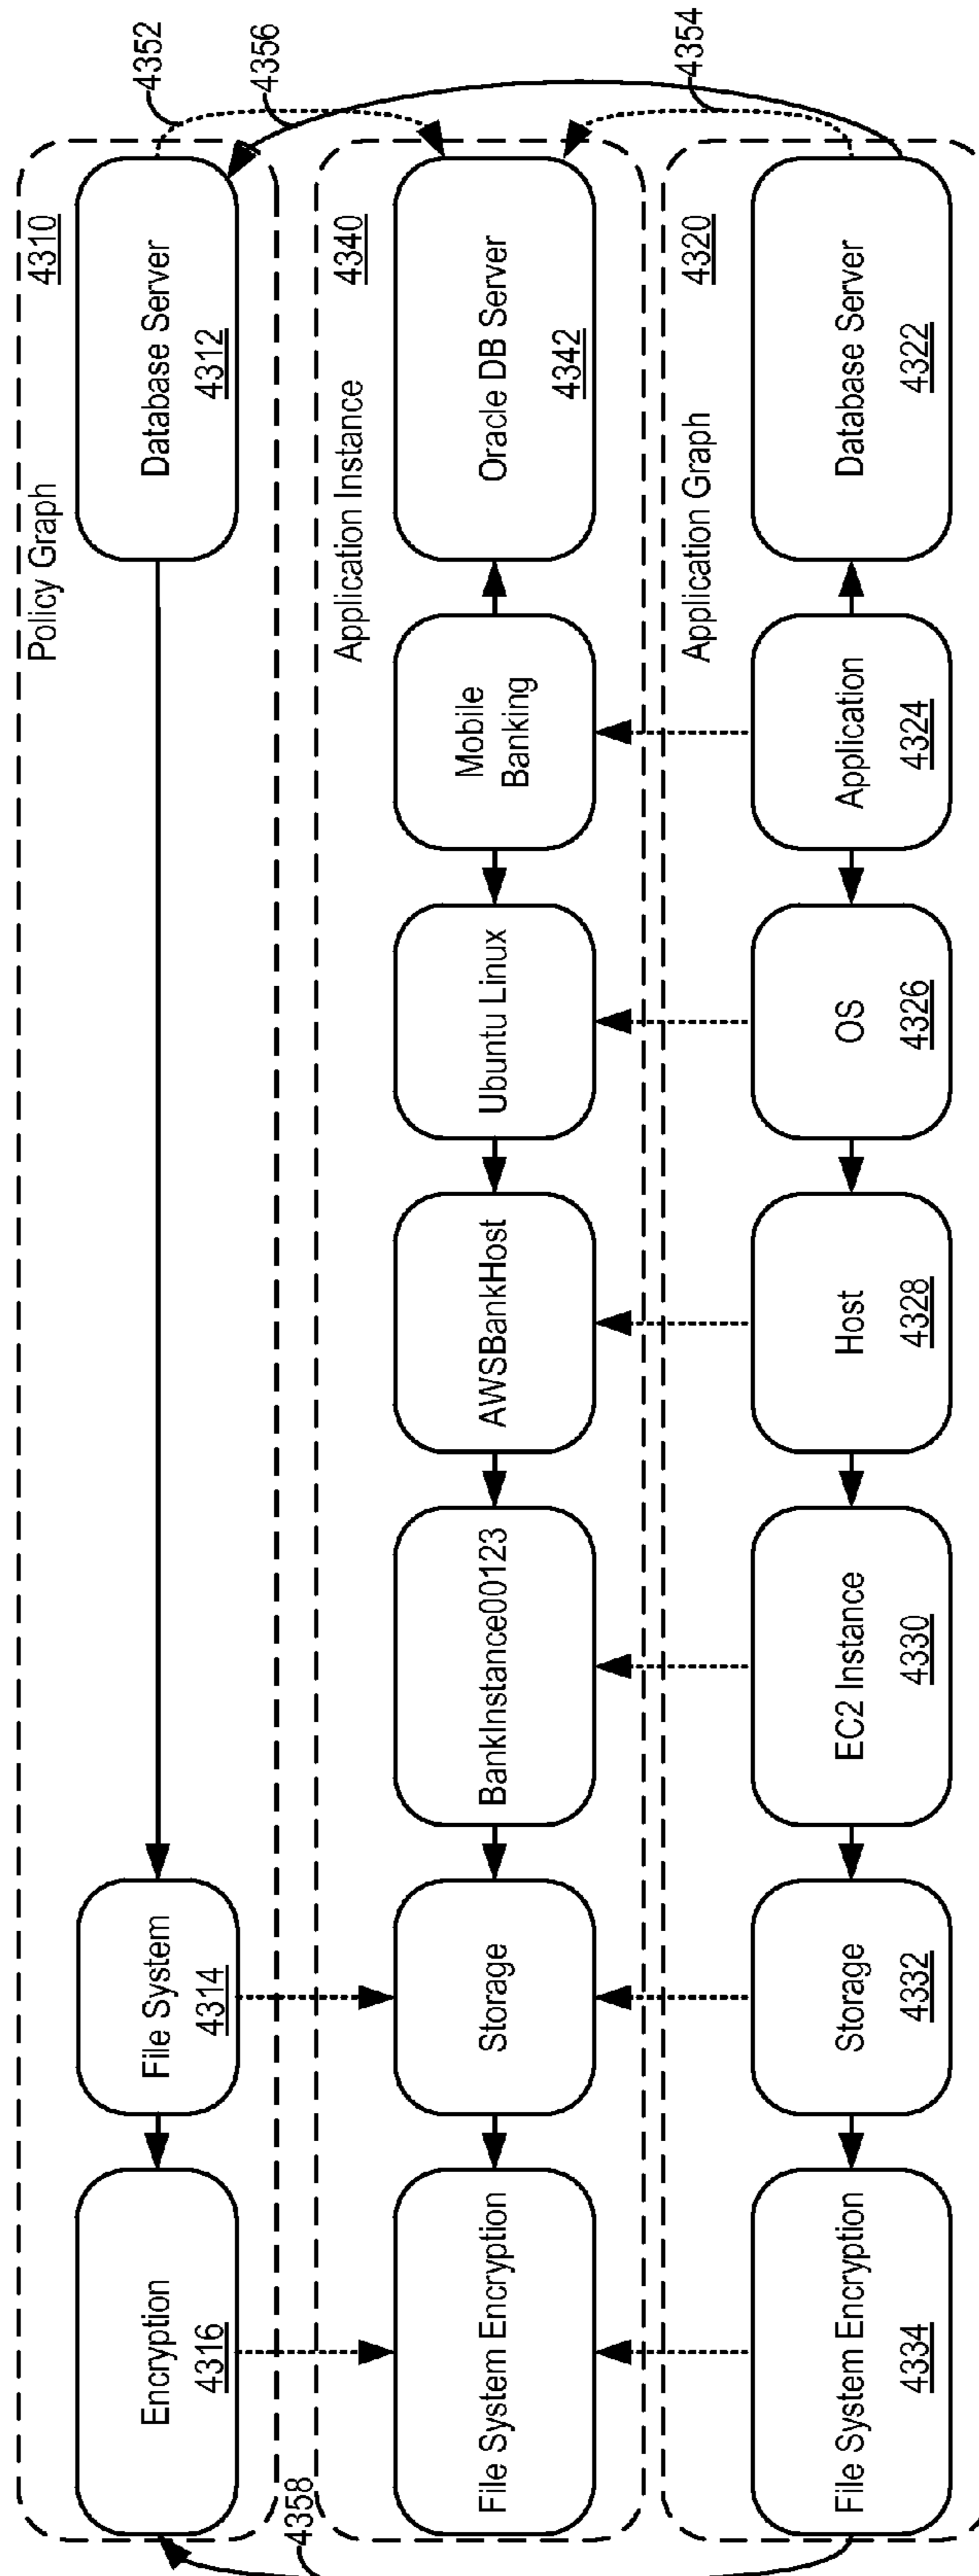 Policy Graph
4310
Encryption
4316
File System
4314
Database Server
4312
4352
4356
Application Instance
4340
File System Encryption
Storage
BankInstance00123
AWSBankHost
Ubuntu Linux
Mobile
Banking
Oracle DB Server
4342
4358
4354
Application Graph
4320
File System Encryption
4334
Storage
4332
EC2 Instance
4330
Host
4328
OS
4326
Application
4324
Database Server
4322